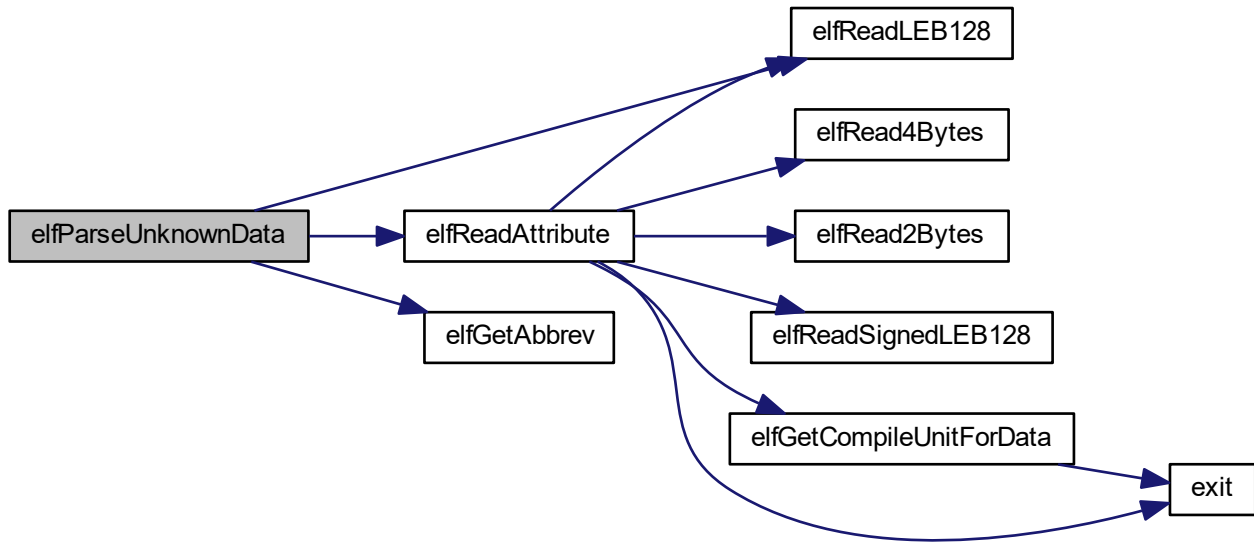 elfReadLEB128
elfRead4Bytes
elfParseUnknownData
elfReadAttribute
elfRead2Bytes
elfGetAbbrev
elfReadSignedLEB128
elfGetCompileUnitForData
exit